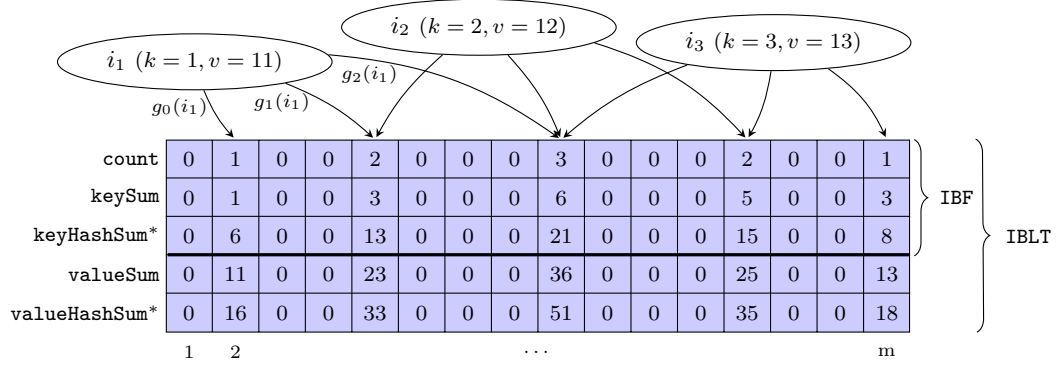 i₁ (k = 1, v = 11)
i₂ (k = 2, v = 12)
i₃ (k = 3, v = 13)
g₀(i₁)
g₁(i₁)
g₂(i₁)
count 0 1 0 0 2 0 0 0 3 0 0 0 2 0 0 1
keySum 0 1 0 0 3 0 0 0 6 0 0 0 5 0 0 3
keyHashSum* 0 6 0 0 13 0 0 0 21 0 0 0 15 0 0 8
valueSum 0 11 0 0 23 0 0 0 36 0 0 0 25 0 0 13
valueHashSum* 0 16 0 0 33 0 0 0 51 0 0 0 35 0 0 18
1 2 ... m
IBF
IBLT